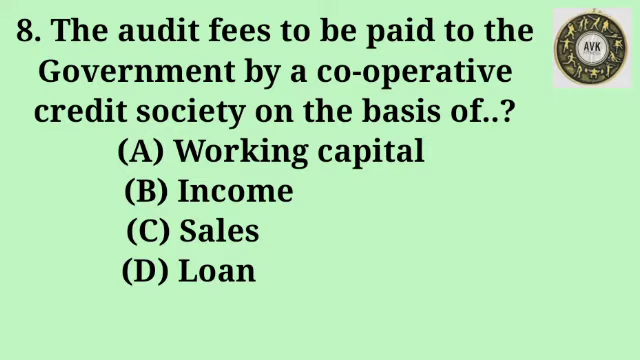 8. The audit fees to be paid to the
Government by a co-operative
credit society on the basis of..?
(A) Working capital
(B) Income
(C) Sales
(D) Loan
AVK